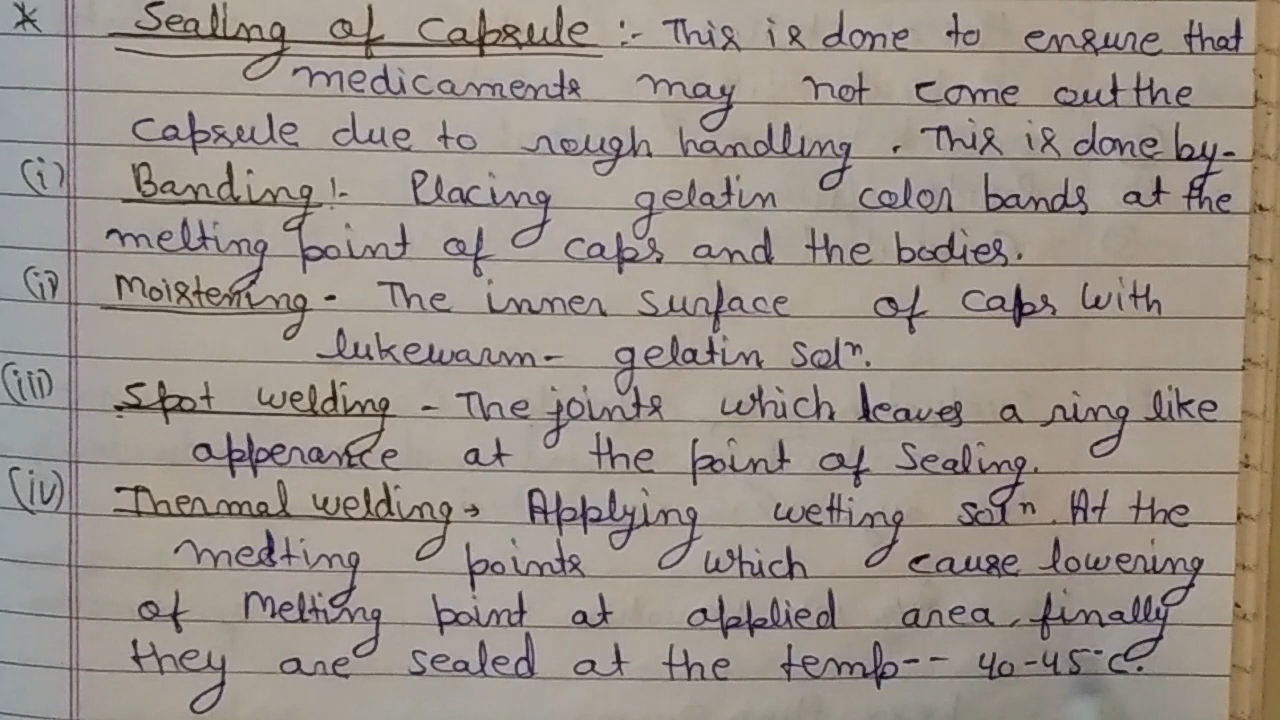 * Sealing of Capsule :- This is done to ensure that
medicaments may not come out the
capsule due to rough handling. This is done by-
(i) Banding :- Placing gelatin color bands at the
melting point of caps and the bodies.
(ii) Moistening - The inner surface of caps with
lukewarm- gelatin solⁿ.
(iii) Spot welding - The joints which leaves a ring like
apperance at the point of sealing.
(iv) Thermal welding → Applying wetting solⁿ. At the
melting points which cause lowering
of melting point at applied area, finally
they are sealed at the temp-- 40-45°C.